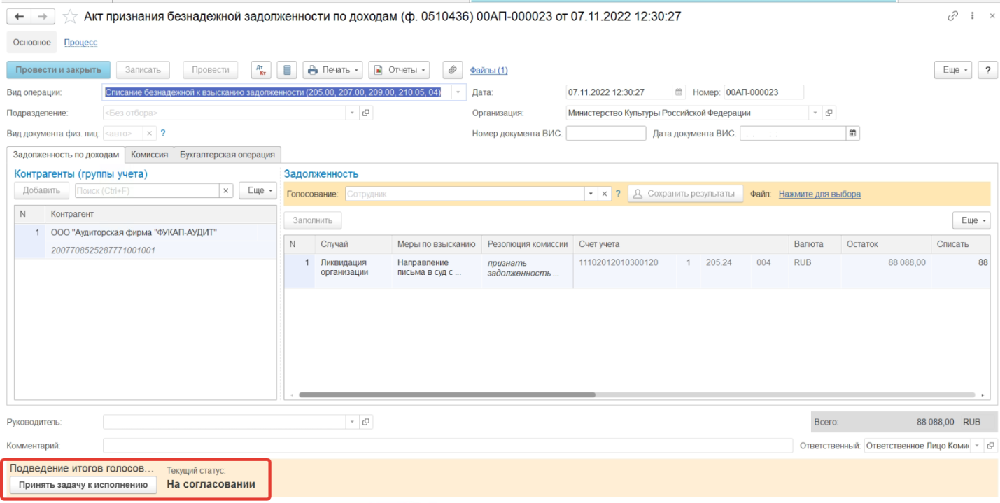 Акт признания безнадежной задолженности по доходам (ф. 0510436) 00АП-000023 от 07.11.2022 12:30:27
Основное Процесс
Провести и закрыть Записать Провести Дт Кт Печать Отчеты Файлы (1) Еще ?
Вид операции: Списание безнадежной к взысканию задолженности (205.00, 207.00, 209.00, 210.05, 04) Дата: 07.11.2022 12:30:27 Номер: 00АП-000023
Подразделение: <Без отбора> Организация: Министерство Культуры Российской Федерации
Вид документа физ. лиц: <авто> × ? Номер документа ВИС: Дата документа ВИС: . . : :
Задолженность по доходам Комиссия Бухгалтерская операция
Контрагенты (группы учета) Задолженность
Добавить Поиск (Ctrl+F) × Еще
Голосование: Сотрудник × ? Сохранить результаты Файл: Нажмите для выбора
N Контрагент
Заполнить Еще
1 ООО "Аудиторская фирма "ФУКАП-АУДИТ"
2007708525287771001001
N Случай Меры по взысканию Резолюция комиссии Счет учета Валюта Остаток Списать
1 Ликвидация Направление признать 11102012010300120 1 205.24 004 RUB 88 088,00 88
организации письма в суд с ... задолженность ...
Руководитель: Всего: 88 088,00 RUB
Комментарий: Ответственный: Ответственное Лицо Коми
Подведение итогов голосов... Текущий статус:
Принять задачу к исполнению На согласовании